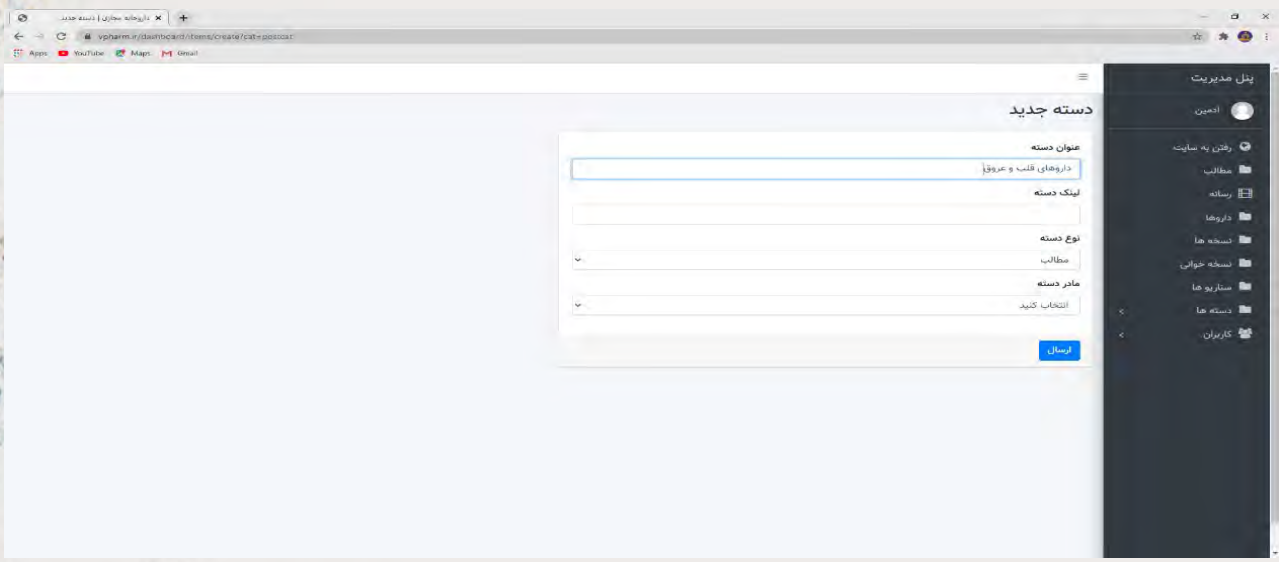 داروخانه مجازی | دسته جدید
vpharm.ir/dashboard/items/create?cat=postcat
Apps YouTube Maps Gmail
پنل مدیریت
ادمین
رفتن به سایت
مطالب
رسانه
داروها
نسخه ها
نسخه خوانی
سناریو ها
دسته ها
کاربران
دسته جدید
عنوان دسته
داروهای قلب و عروق
لینک دسته
نوع دسته
مطالب
مادر دسته
انتخاب کنید
ارسال